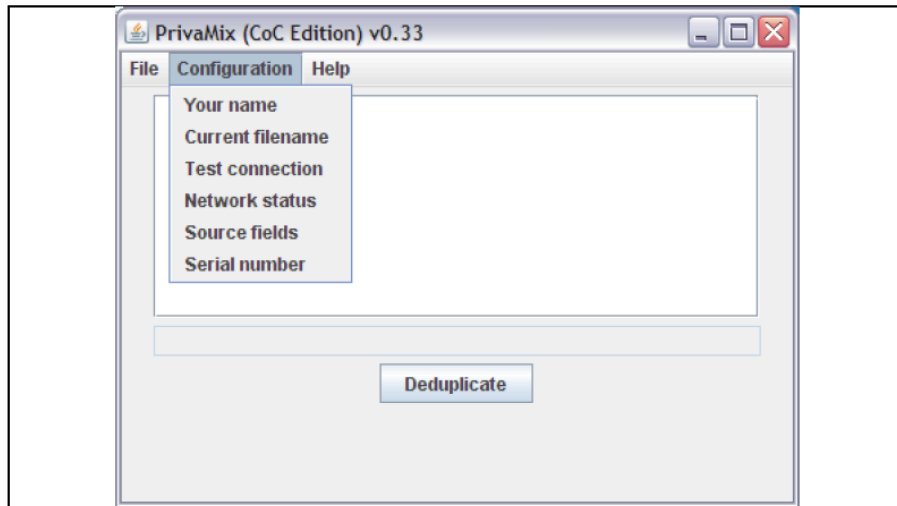 PrivaMix (CoC Edition) v0.33
File Configuration Help
Your name
Current filename
Test connection
Network status
Source fields
Serial number
Deduplicate